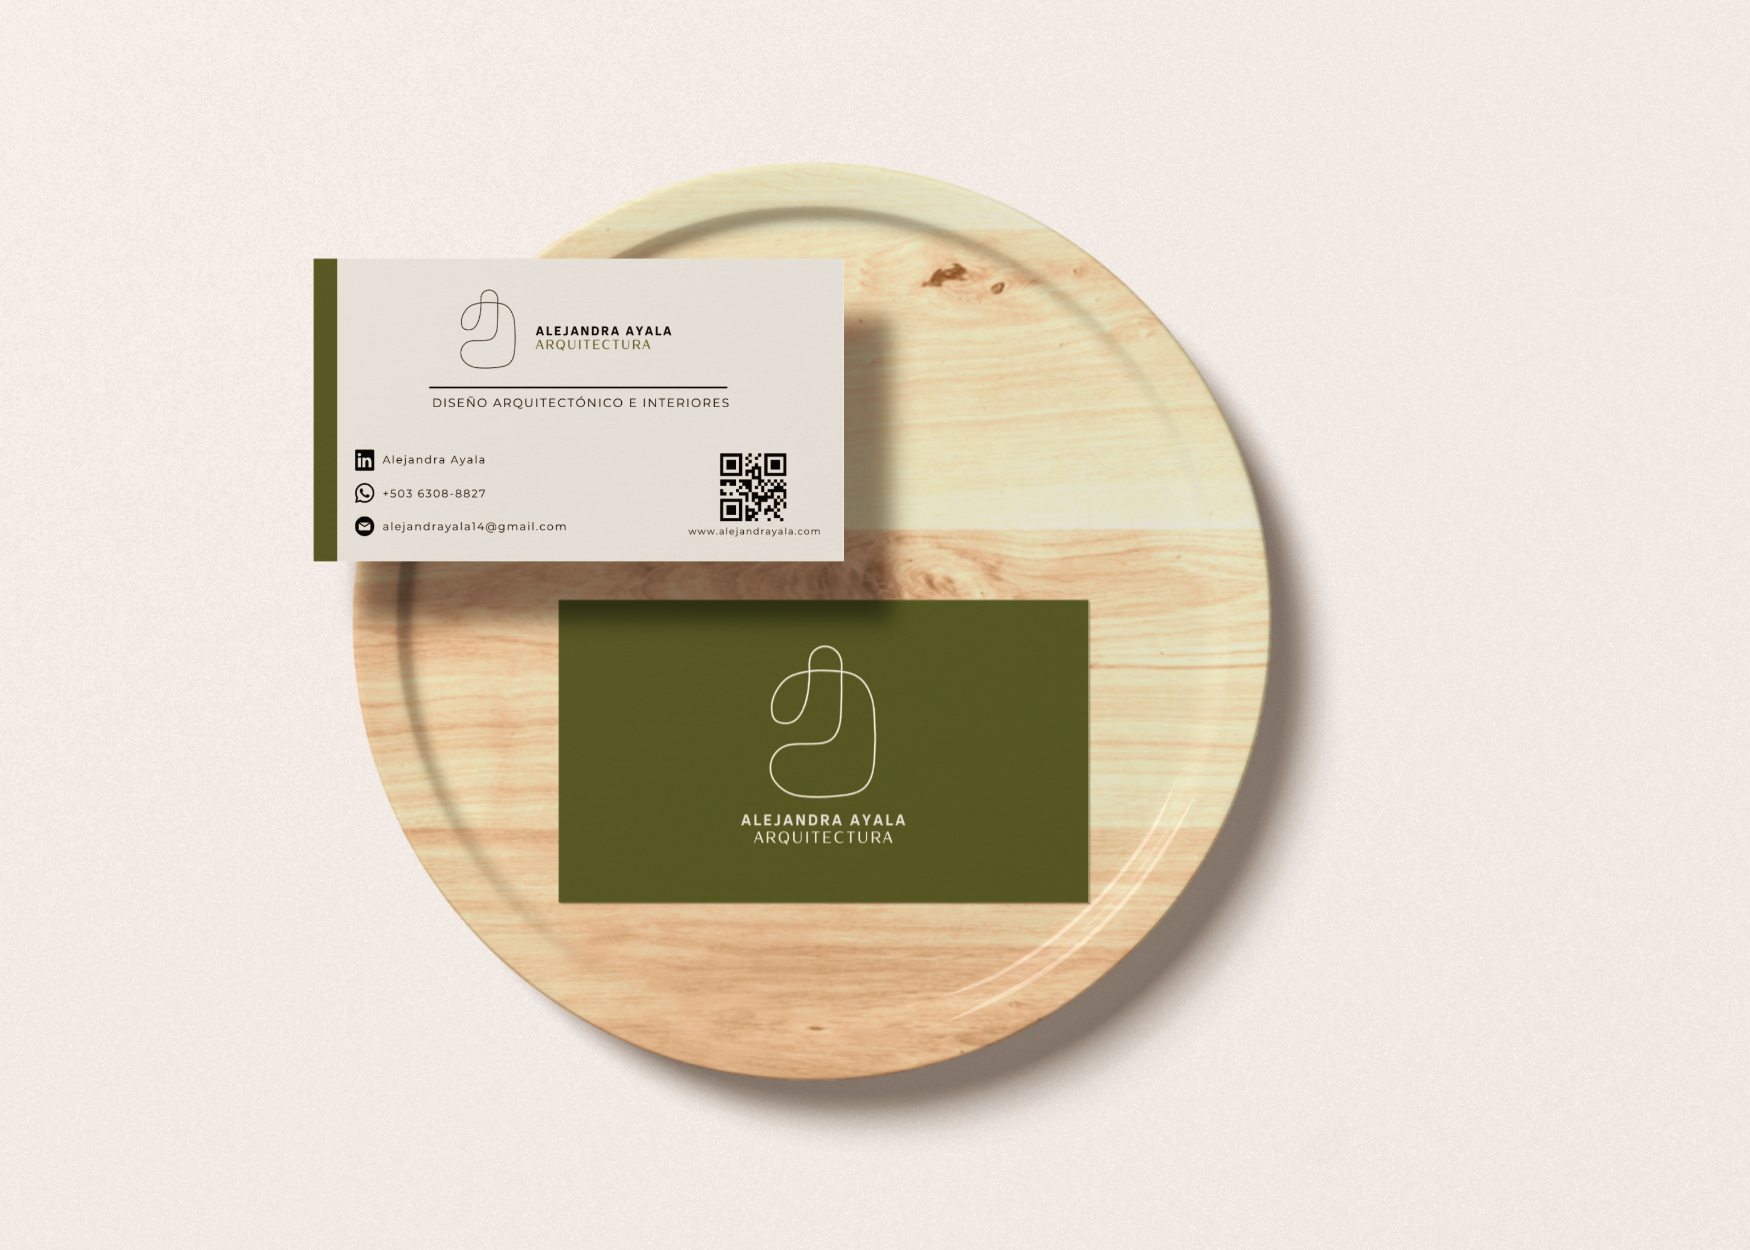 ALEJANDRA AYALA
ARQUITECTURA
DISEÑO ARQUITECTÓNICO E INTERIORES
Alejandra Ayala
+503 6308-8827
alejandrayala14@gmail.com
www.alejandrayala.com
ALEJANDRA AYALA
ARQUITECTURA